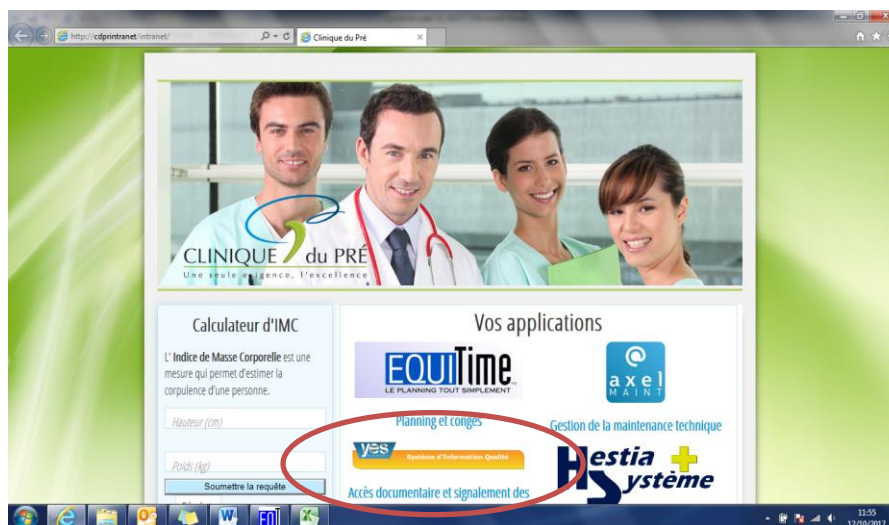 http://cdprintranet/intranet/
Clinique du Pré
CLINIQUE du PRÉ
Une seule exigence, l'excellence
Calculateur d'IMC
L' Indice de Masse Corporelle est une
mesure qui permet d'estimer la
corpulence d'une personne.
Hauteur (cm)
Poids (kg)
Soumettre la requête
Vos applications
EQUITime
LE PLANNING TOUT SIMPLEMENT
Planning et congés
@
axel
MAINT
Gestion de la maintenance technique
yes Système d'Information Qualité
Accès documentaire et signalement des
Hestia
Système
11:55
12/10/2017